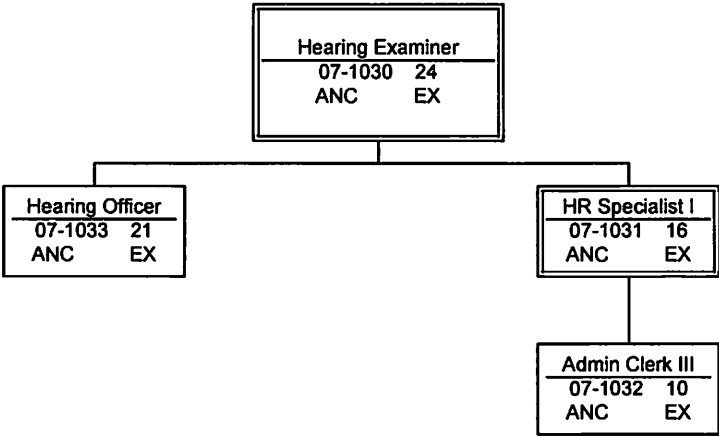 Hearing Examiner
07-1030 24
ANC EX
Hearing Officer
07-1033 21
ANC EX
HR Specialist I
07-1031 16
ANC EX
Admin Clerk III
07-1032 10
ANC EX